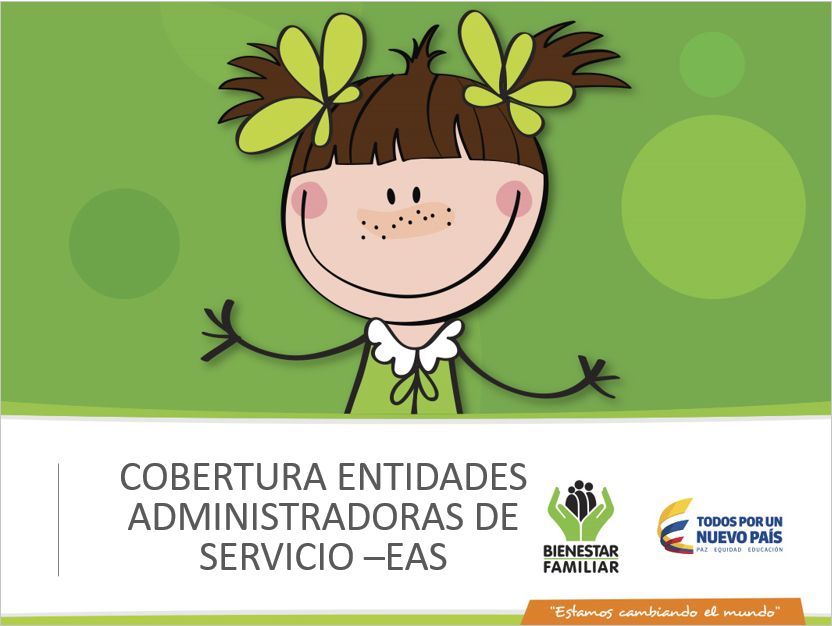 COBERTURA ENTIDADES
ADMINISTRADORAS DE
SERVICIO –EAS
BIENESTAR
FAMILIAR
TODOS POR UN
NUEVO PAÍS
PAZ EQUIDAD EDUCACIÓN
"Estamos cambiando el mundo"